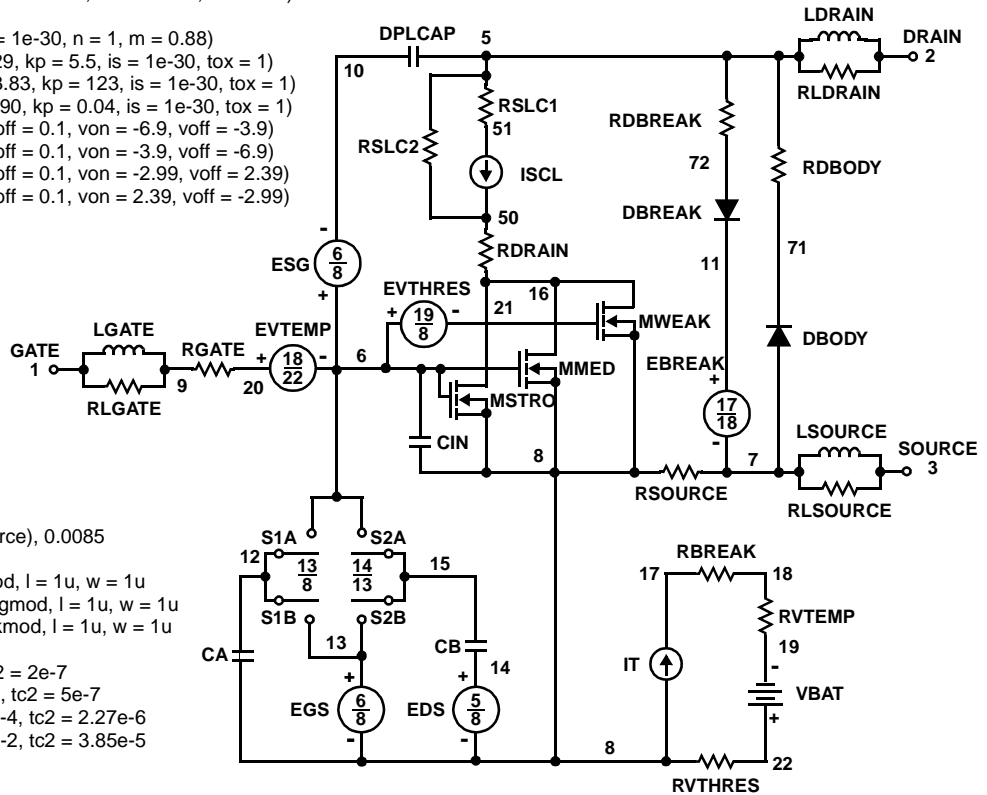 = 1e-30, n = 1, m = 0.88)
29, kp = 5.5, is = 1e-30, tox = 1)
3.83, kp = 123, is = 1e-30, tox = 1)
90, kp = 0.04, is = 1e-30, tox = 1)
off = 0.1, von = -6.9, voff = -3.9)
off = 0.1, von = -3.9, voff = -6.9)
off = 0.1, von = -2.99, voff = 2.39)
off = 0.1, von = 2.39, voff = -2.99)
LDRAIN
DPLCAP
5
DRAIN
2
10
RLDRAIN
RSLC1
51
RDBREAK
RSLC2
ISCL
72
RDBODY
50
DBREAK
RDRAIN
71
-
ESG
6
8
+
11
EVTHRES
16
+
19
8
-
21
MWEAK
LGATE
EVTEMP
GATE
1
RGATE
+
18
22
-
6
MMED
EBREAK
DBODY
9
20
+
RLGATE
MSTRO
17
18
-
CIN
8
7
LSOURCE
SOURCE
3
RSOURCE
RLSOURCE
rce), 0.0085
S1A
S2A
12
13
8
14
13
15
RBREAK
17
18
od, l = 1u, w = 1u
gmod, l = 1u, w = 1u
kmod, l = 1u, w = 1u
S1B
S2B
RVTEMP
13
CB
19
CA
14
IT
-
2 = 2e-7
, tc2 = 5e-7
-4, tc2 = 2.27e-6
-2, tc2 = 3.85e-5
+
+
VBAT
EGS
6
8
EDS
5
8
+
-
-
8
22
RVTHRES